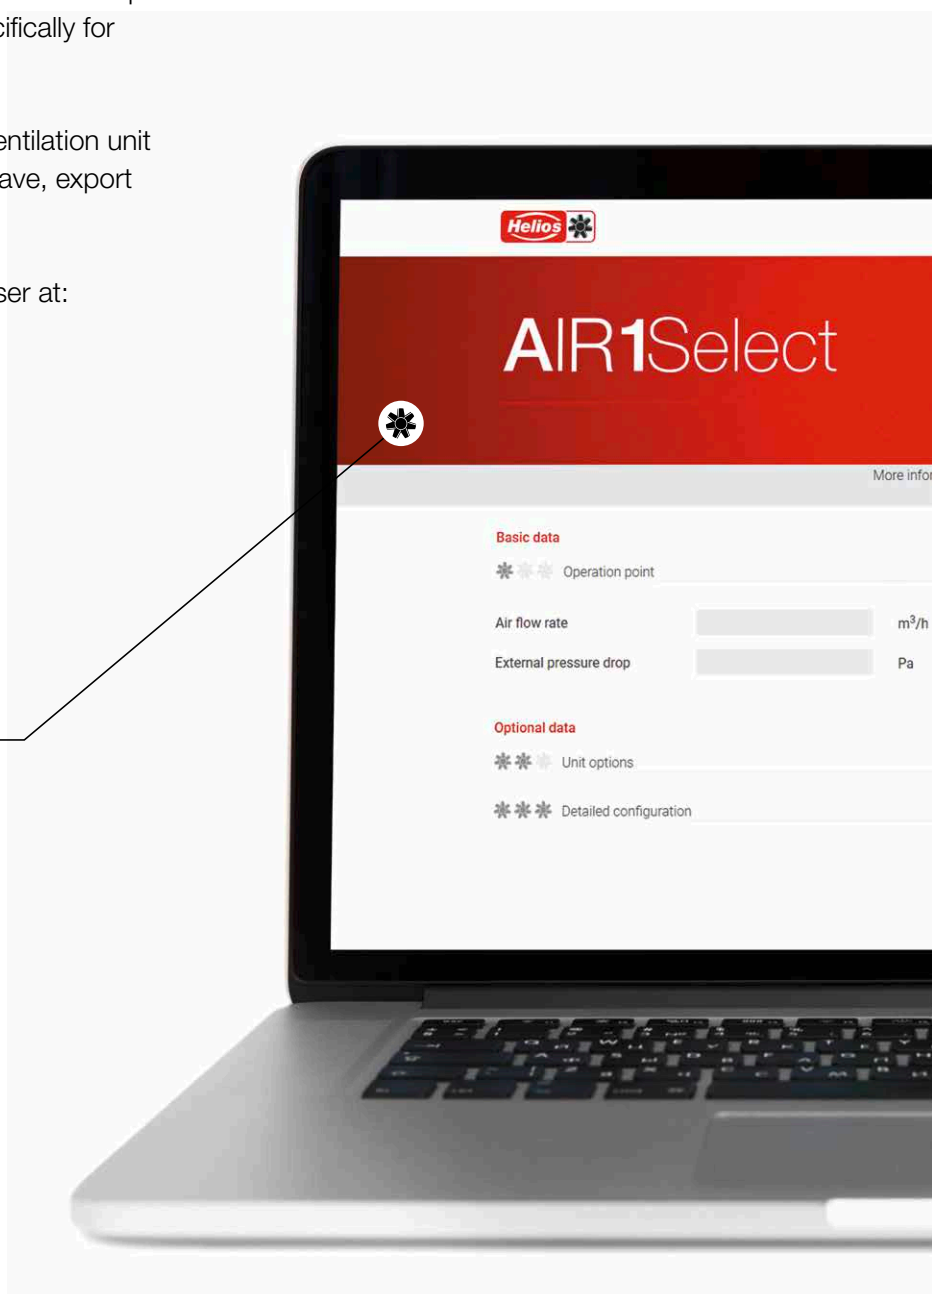 cifically for
entilation unit
ave, export
ser at:
Helios
AIR1Select
More infor
Basic data
Operation point
Air flow rate m³/h
External pressure drop Pa
Optional data
Unit options
Detailed configuration